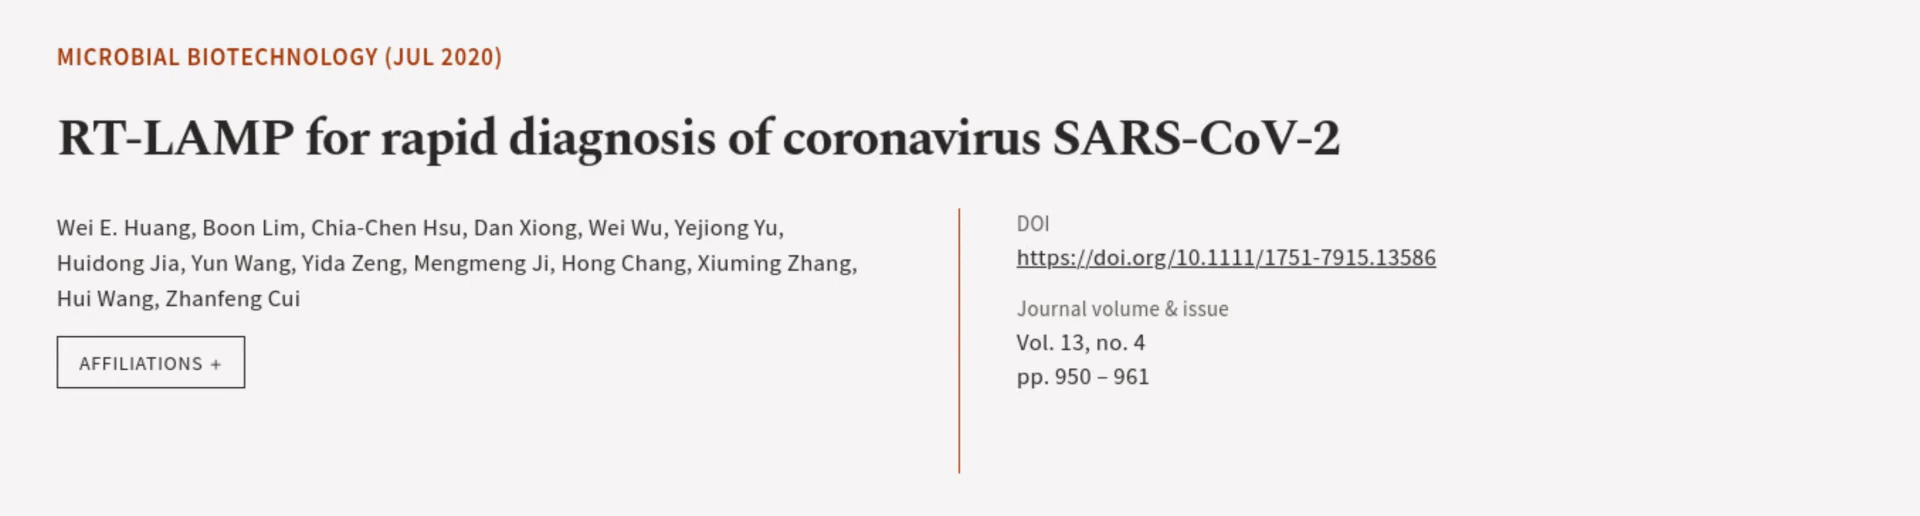 MICROBIAL BIOTECHNOLOGY (JUL 2020)
RT-LAMP for rapid diagnosis of coronavirus SARS-CoV-2
Wei E. Huang, Boon Lim, Chia-Chen Hsu, Dan Xiong, Wei Wu, Yejiong Yu,
Huidong Jia, Yun Wang, Yida Zeng, Mengmeng Ji, Hong Chang, Xiuming Zhang,
Hui Wang, Zhanfeng Cui
AFFILIATIONS +
DOI
https://doi.org/10.1111/1751-7915.13586
Journal volume & issue
Vol. 13, no. 4
pp. 950 – 961